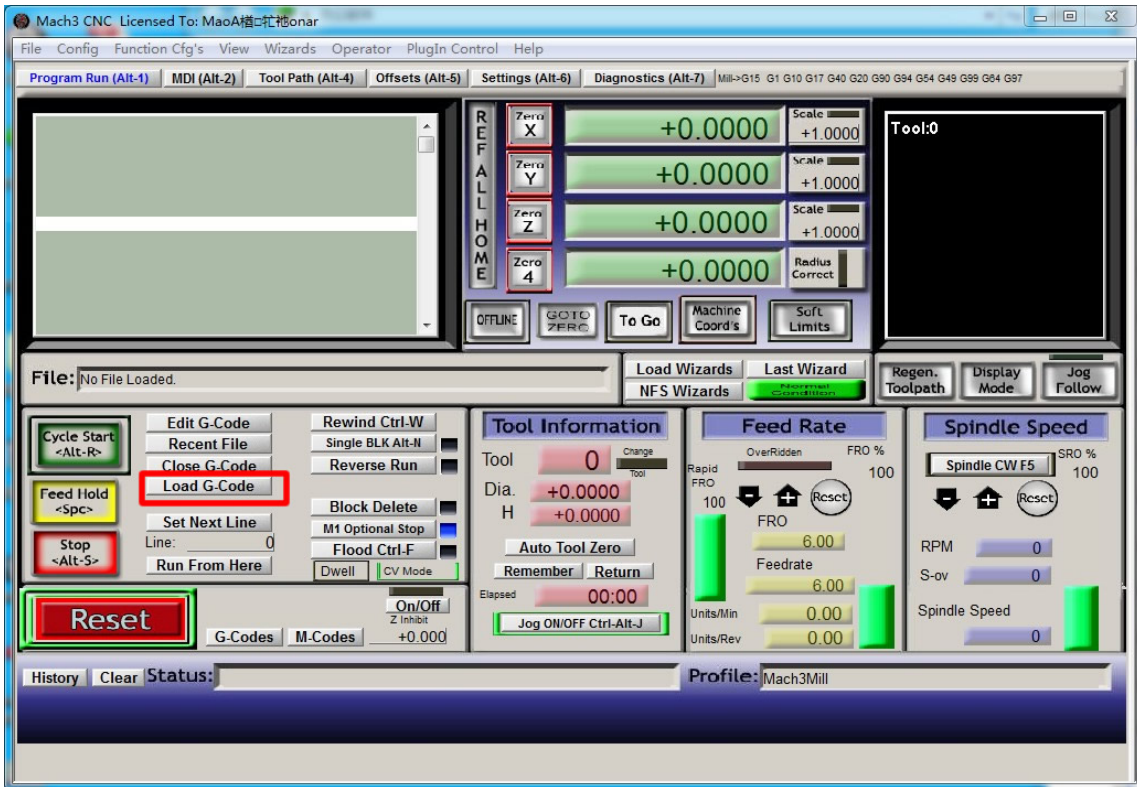 Mach3 CNC Licensed To: MaoA楢□牤祂onar
File Config Function Cfg's View Wizards Operator PlugIn Control Help
Program Run (Alt-1) MDI (Alt-2) Tool Path (Alt-4) Offsets (Alt-5) Settings (Alt-6) Diagnostics (Alt-7) Mill->G15 G1 G10 G17 G40 G20 G90 G94 G54 G49 G99 G64 G97
REF ALL HOME
Zero X +0.0000 Scale +1.0000
Zero Y +0.0000 Scale +1.0000
Zero Z +0.0000 Scale +1.0000
Zero 4 +0.0000 Radius Correct
OFFLINE GOTO ZERO To Go Machine Coord's Soft Limits
Tool:0
File: No File Loaded.
Load Wizards Last Wizard
NFS Wizards Normal Condition
Regen. Toolpath Display Mode Jog Follow
Cycle Start <Alt-R>
Feed Hold <Spc>
Stop <Alt-S>
Edit G-Code
Recent File
Close G-Code
Load G-Code
Set Next Line
Line: 0
Run From Here
Rewind Ctrl-W
Single BLK Alt-N
Reverse Run
Block Delete
M1 Optional Stop
Flood Ctrl-F
Dwell CV Mode
Reset
G-Codes M-Codes
On/Off
Z Inhibit
+0.000
Tool Information
Tool 0 Change Tool
Dia. +0.0000
H +0.0000
Auto Tool Zero
Remember Return
Elapsed 00:00
Jog ON/OFF Ctrl-Alt-J
Feed Rate
OverRidden FRO %
100
Rapid FRO
100
Reset
FRO
6.00
Feedrate
6.00
Units/Min 0.00
Units/Rev 0.00
Spindle Speed
Spindle CW F5 SRO %
100
Reset
RPM 0
S-ov 0
Spindle Speed
0
History Clear Status:
Profile: Mach3Mill